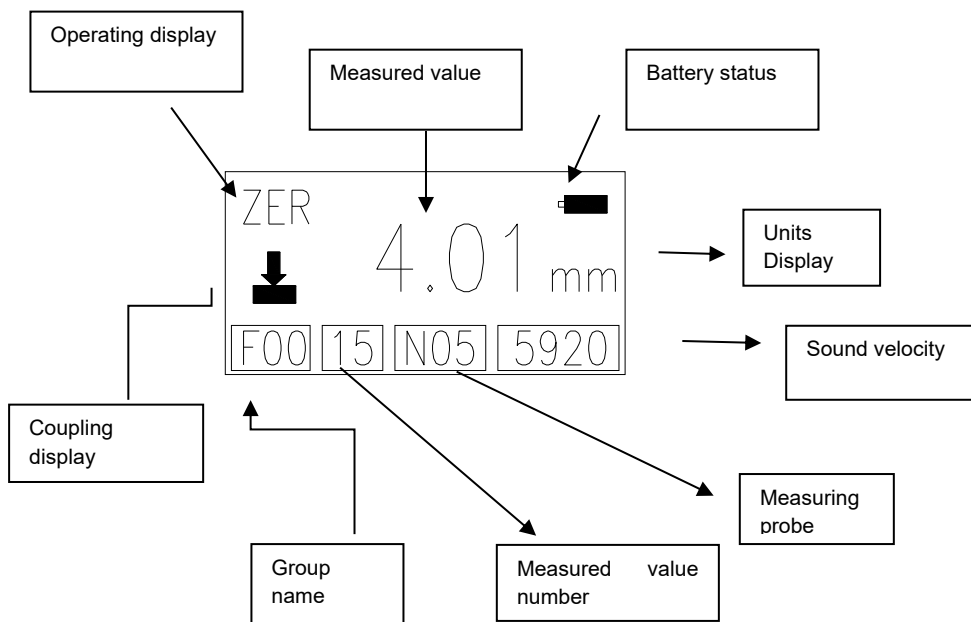 Operating display
Measured value
Battery status
ZER
4.01 mm
Units
Display
F00 15 N05 5920
Sound velocity
Coupling
display
Measuring
probe
Group
name
Measured value
number